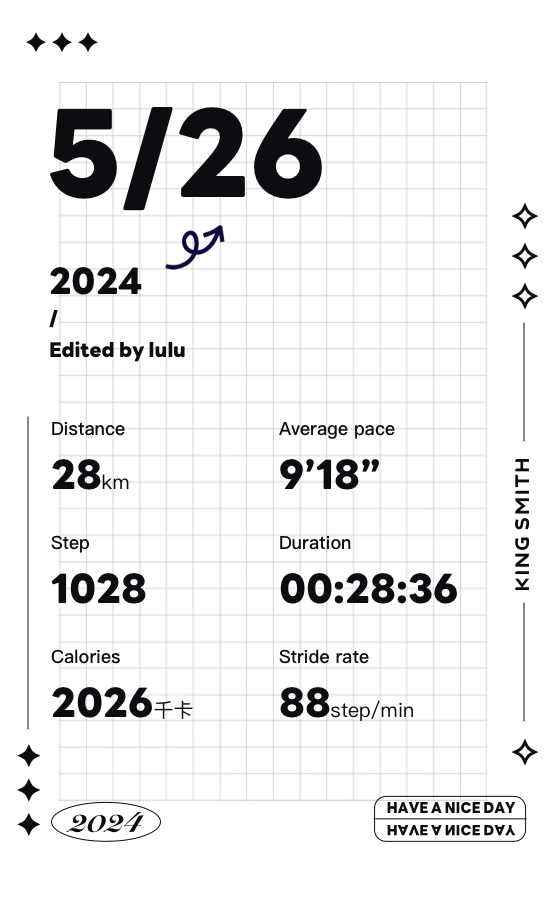 5/26
2024
/
Edited by lulu
Distance
28km
Average pace
9’18”
Step
1028
Duration
00:28:36
Calories
2026千卡
Stride rate
88step/min
KING SMITH
2024
HAVE A NICE DAY
HAVE A NICE DAY